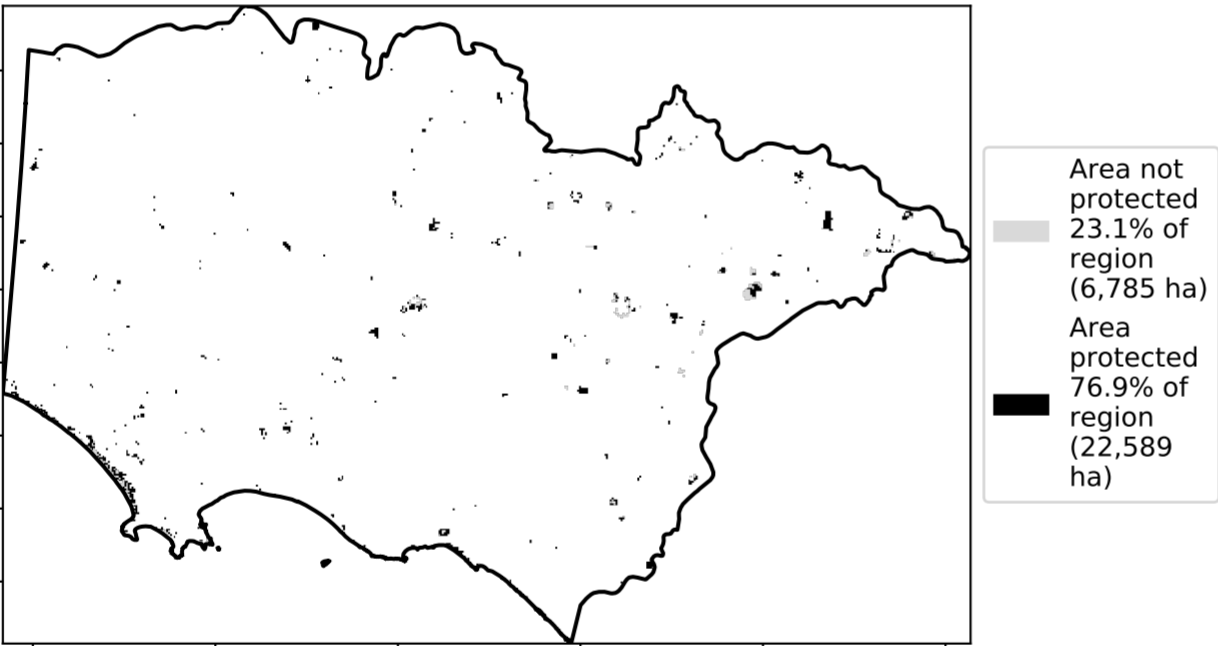 Area not
protected
23.1% of
region
(6,785 ha)
Area
protected
76.9% of
region
(22,589
ha)